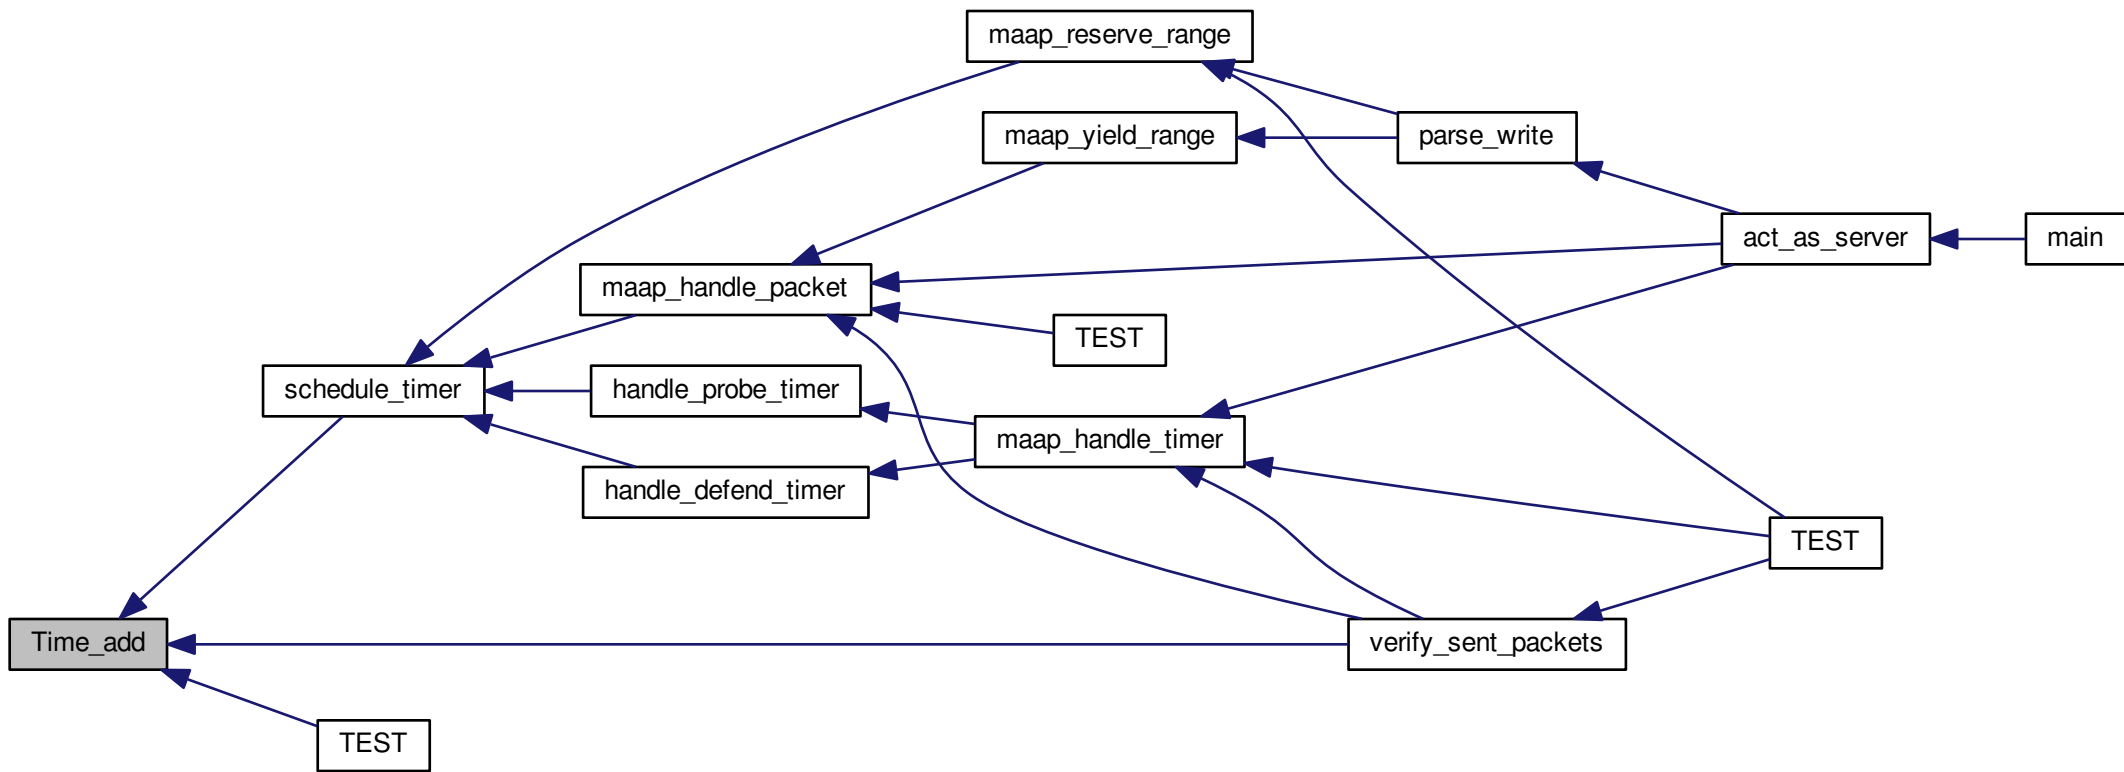 maap_reserve_range
maap_yield_range
parse_write
act_as_server
main
maap_handle_packet
TEST
schedule_timer
handle_probe_timer
maap_handle_timer
handle_defend_timer
TEST
Time_add
verify_sent_packets
TEST